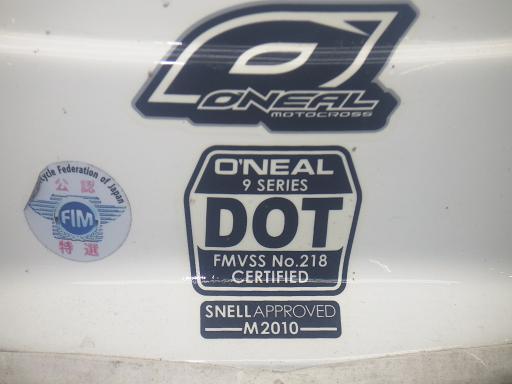 O'NEAL
MOTOCROSS
O'NEAL
9 SERIES
DOT
FMVSS No.218
CERTIFIED
SNELL APPROVED
M2010
Federation of Japan
公認
FIM
特選